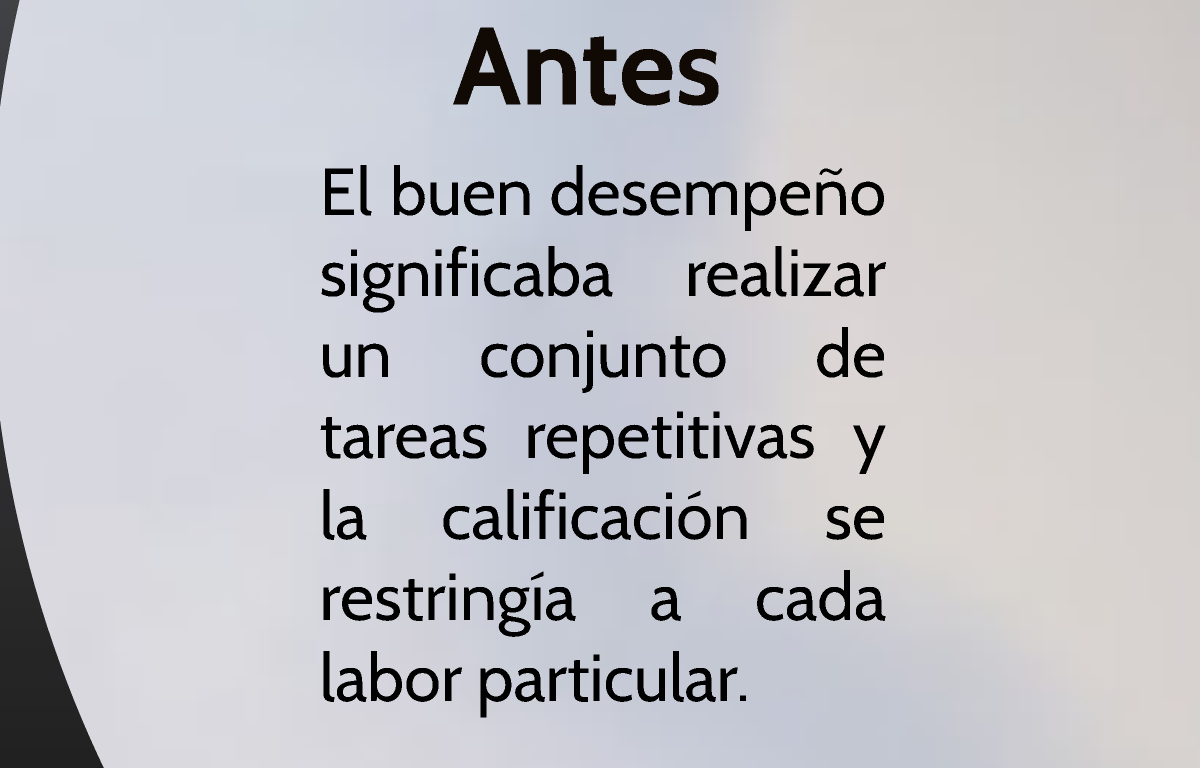 Antes
El buen desempeño
significaba realizar
un conjunto de
tareas repetitivas y
la calificación se
restringía a cada
labor particular.